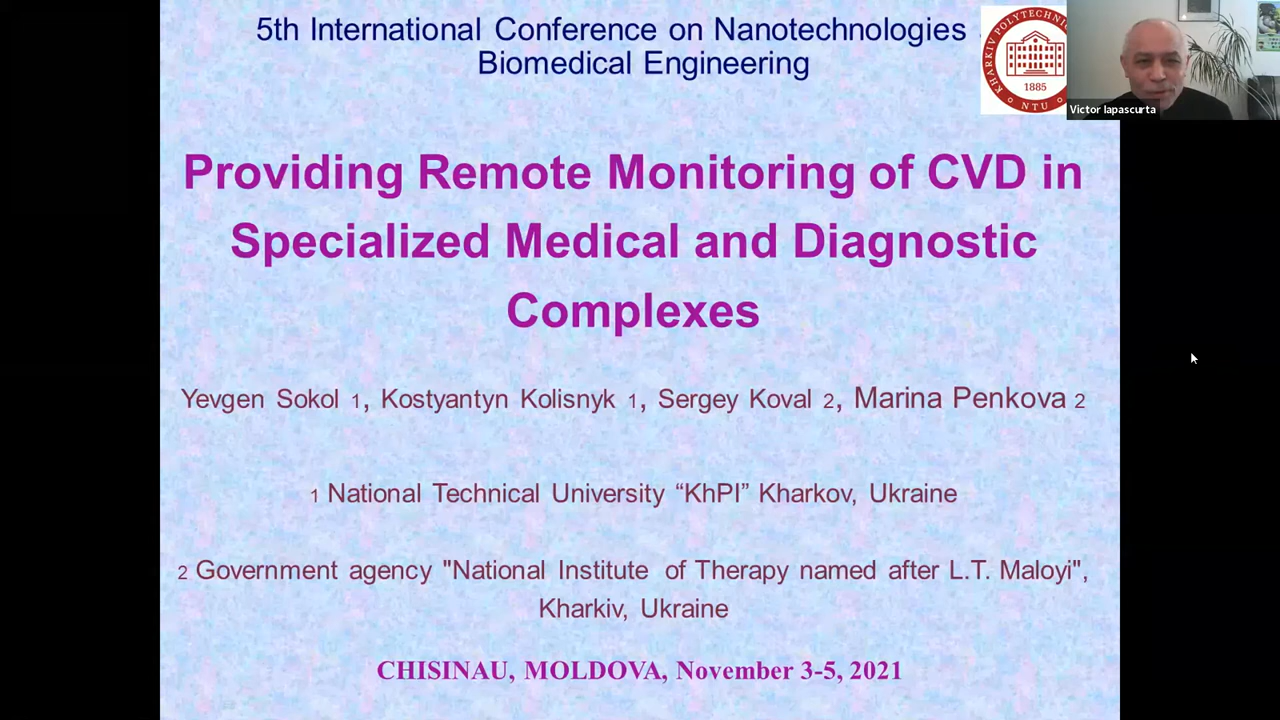 5th International Conference on Nanotechnologies
Biomedical Engineering
KHARKIV POLYTECHNIC
1885
NTU
Victor Iapascurta
Providing Remote Monitoring of CVD in
Specialized Medical and Diagnostic
Complexes
Yevgen Sokol 1, Kostyantyn Kolisnyk 1, Sergey Koval 2, Marina Penkova 2
1 National Technical University “KhPI” Kharkov, Ukraine
2 Government agency "National Institute of Therapy named after L.T. Maloyi",
Kharkiv, Ukraine
CHISINAU, MOLDOVA, November 3-5, 2021